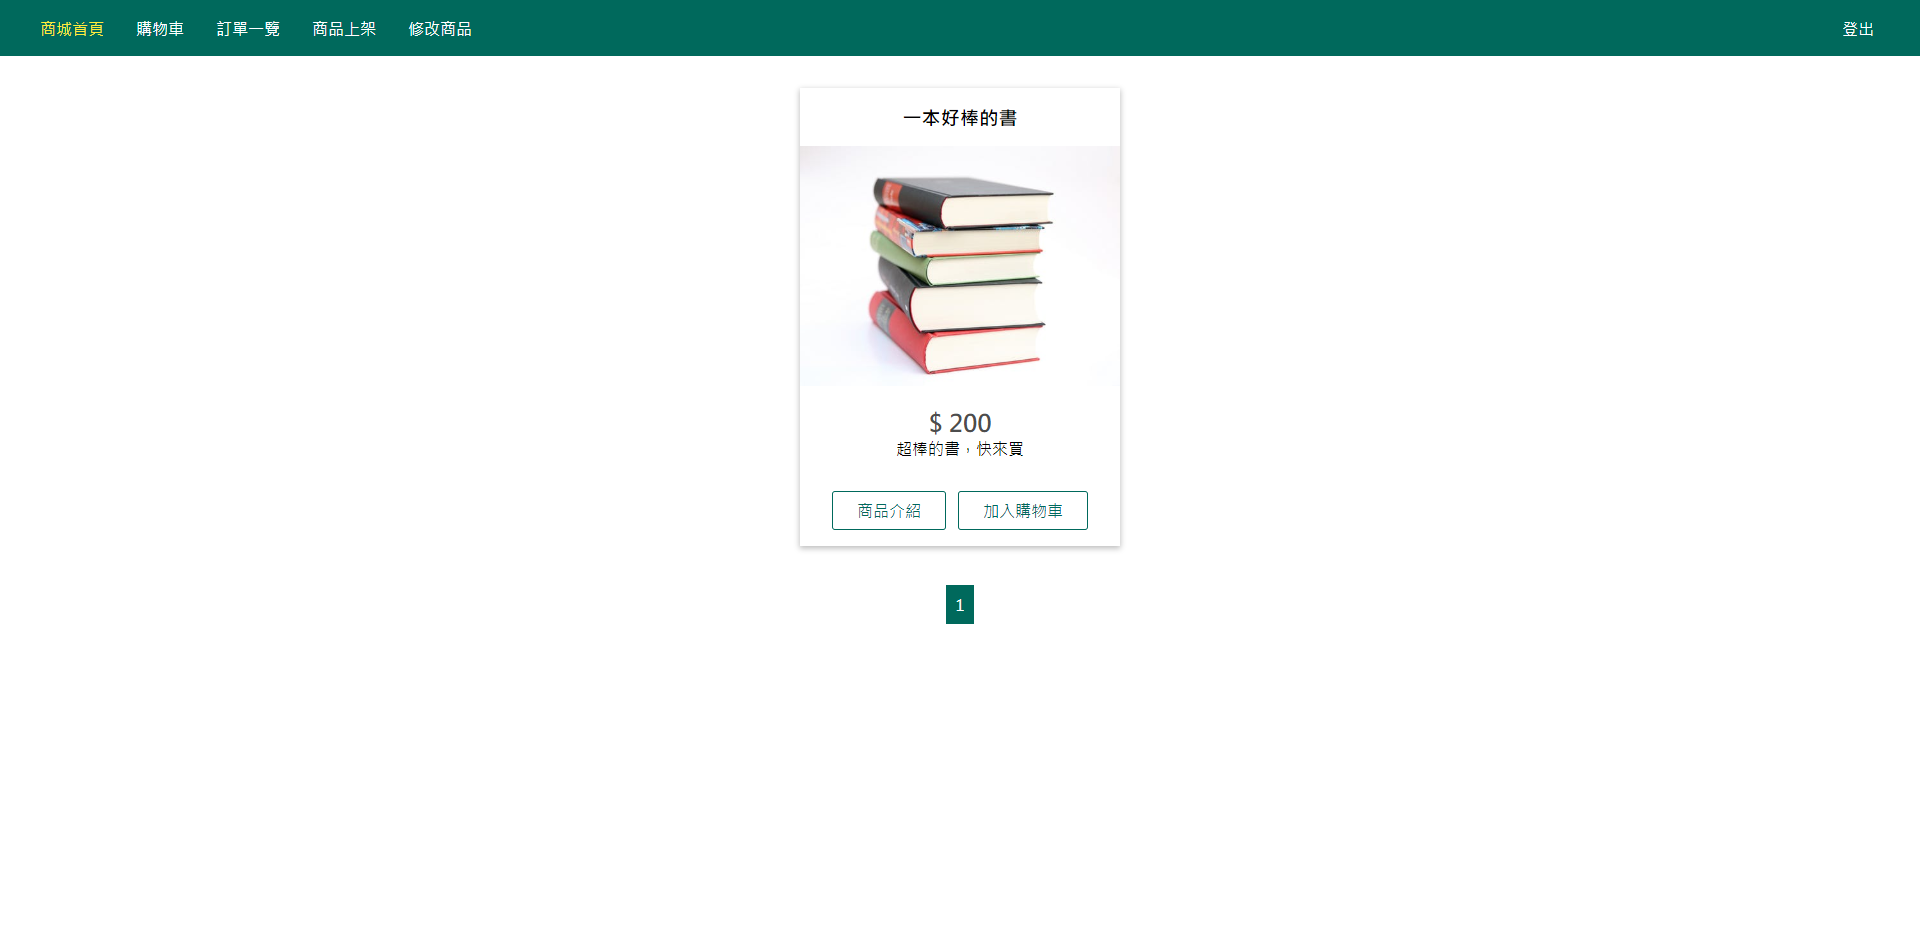 商城首頁 購物車 訂單一覽 商品上架 修改商品 登出
一本好棒的書
$ 200
超棒的書，快來買
商品介紹 加入購物車
1